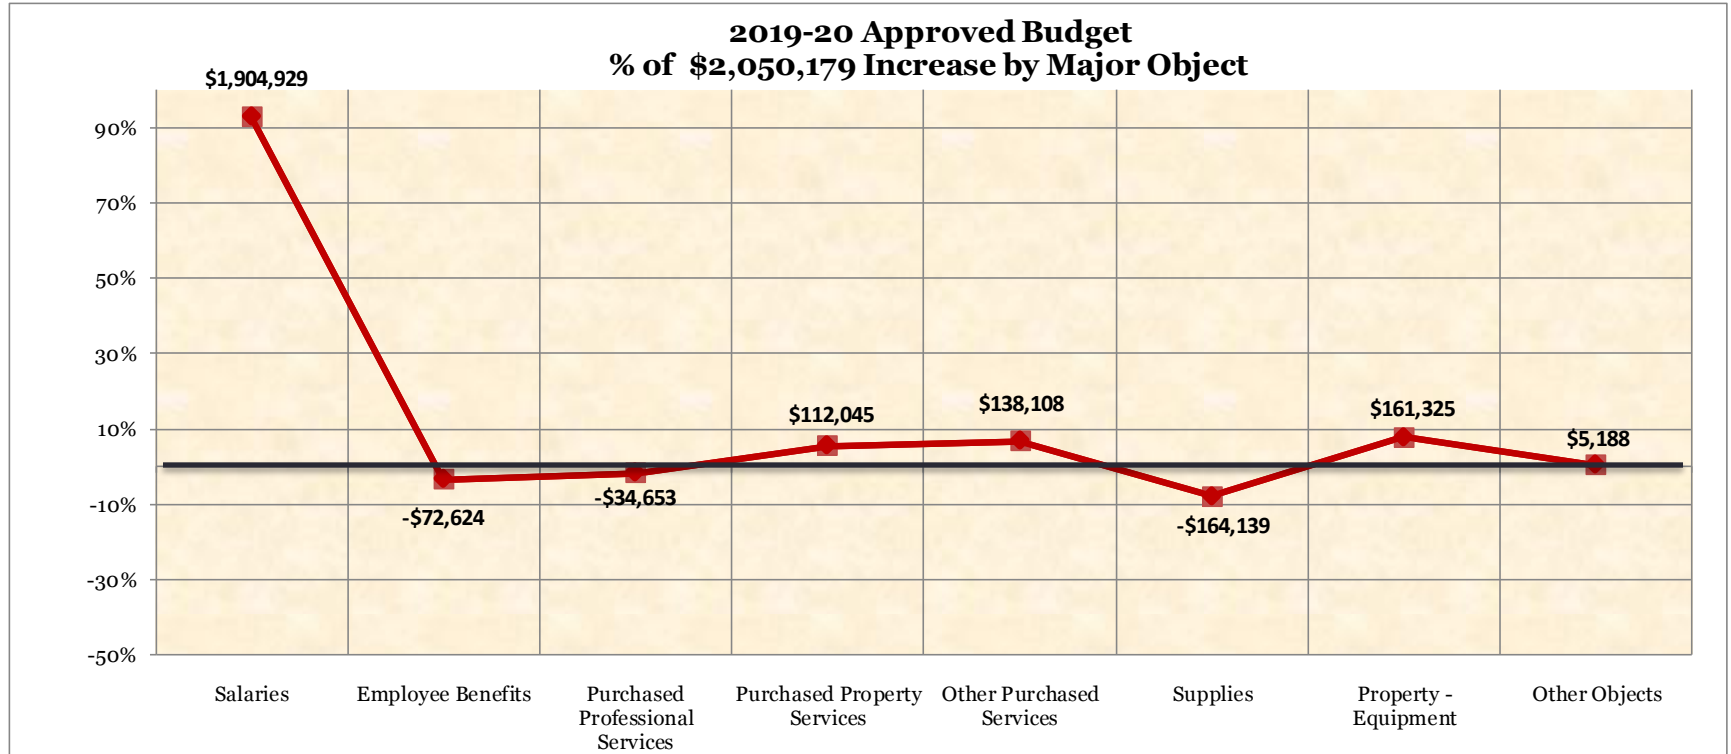 2019-20 Approved Budget
% of $2,050,179 Increase by Major Object
$1,904,929
90%
70%
50%
30%
10%
-10%
-30%
-50%
-$72,624
-$34,653
$112,045
$138,108
-$164,139
$161,325
$5,188
Salaries
Employee Benefits
Purchased
Professional
Services
Purchased Property
Services
Other Purchased
Services
Supplies
Property -
Equipment
Other Objects